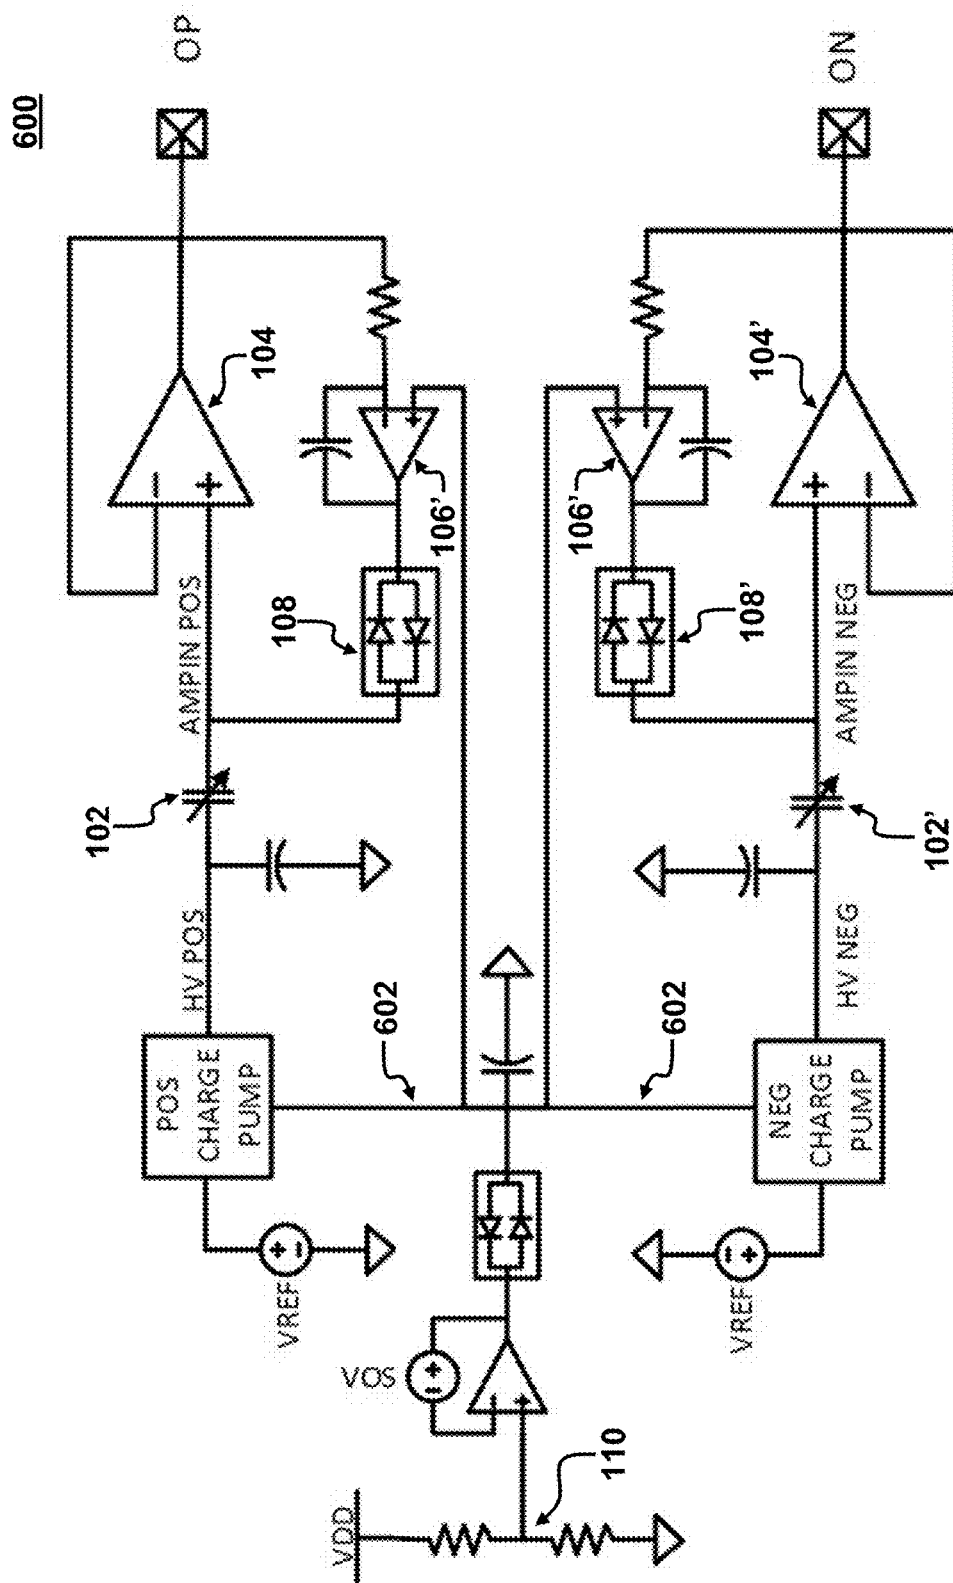 600
OP
104
102
AMPIN POS
HV POS
108
106'
POS
CHARGE
PUMP
VREF
602
VOS
VDD
110
602
106'
108'
104'
ON
AMPIN NEG
102'
HV NEG
NEG
CHARGE
PUMP
VREF